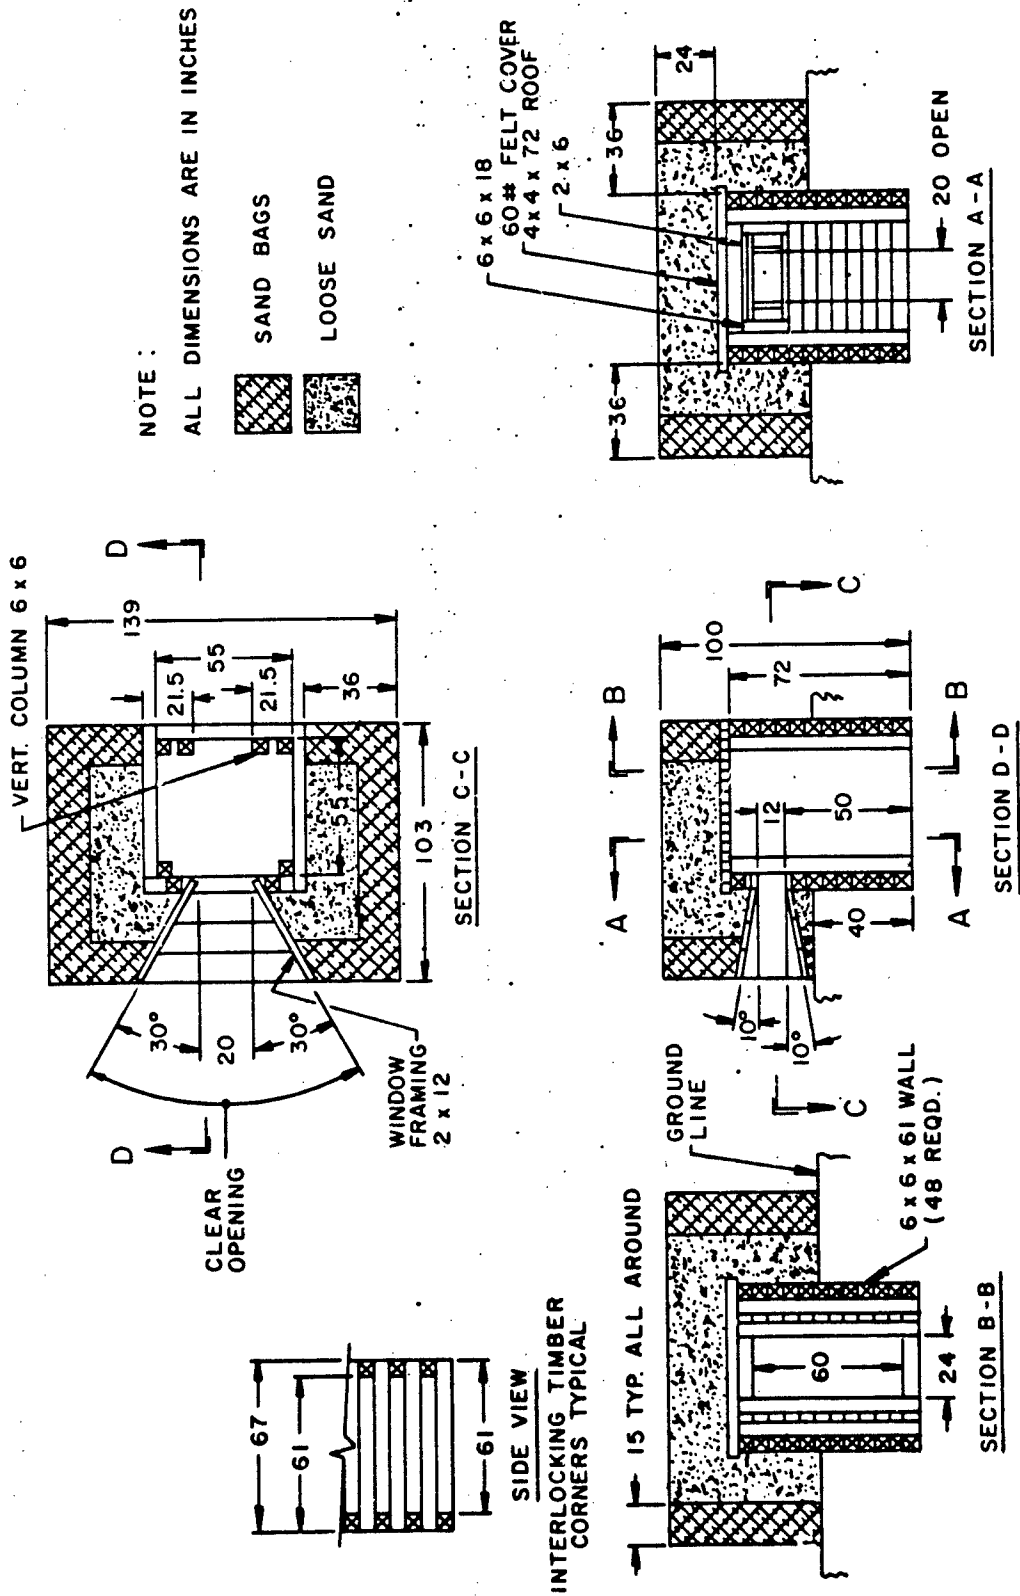 NOTE :
ALL DIMENSIONS ARE IN INCHES
SAND BAGS
LOOSE SAND
VERT. COLUMN 6 x 6
D
D
139
55
21.5
21.5
36
55
103
30°
20
30°
CLEAR
OPENING
WINDOW
FRAMING
2 x 12
SECTION C-C
67
61
61
SIDE VIEW
INTERLOCKING TIMBER
CORNERS TYPICAL
15 TYP. ALL AROUND
GROUND
LINE
60
24
6 x 6 x 61 WALL
(48 REQD.)
SECTION B-B
A
A
B
B
C
C
100
72
12
50
40
10°
10°
SECTION D-D
36
36
24
6 x 6 x 18
60# FELT COVER
4 x 4 x 72 ROOF
2 x 6
20 OPEN
SECTION A-A